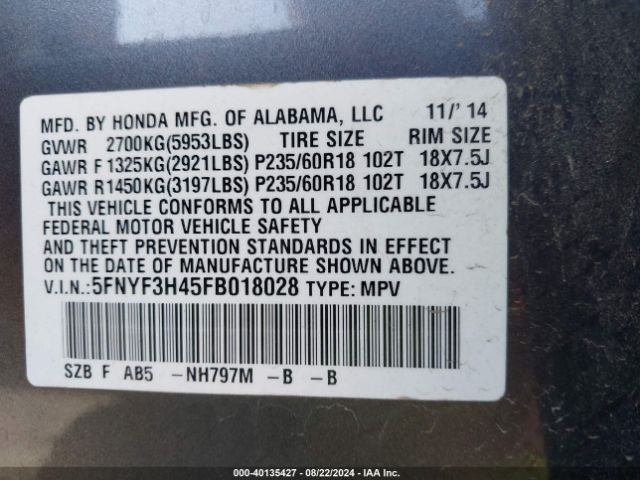 MFD. BY HONDA MFG. OF ALABAMA, LLC 11/' 14
GVWR 2700KG(5953LBS) TIRE SIZE RIM SIZE
GAWR F 1325KG(2921LBS) P235/60R18 102T 18X7.5J
GAWR R1450KG(3197LBS) P235/60R18 102T 18X7.5J
THIS VEHICLE CONFORMS TO ALL APPLICABLE
FEDERAL MOTOR VEHICLE SAFETY
AND THEFT PREVENTION STANDARDS IN EFFECT
ON THE DATE OF MANUFACTURE SHOWN ABOVE.
V.I.N.: 5FNYF3H45FB018028 TYPE: MPV
SZB F AB5 -NH797M -B -B
000-40135427 - 08/22/2024 - IAA Inc.